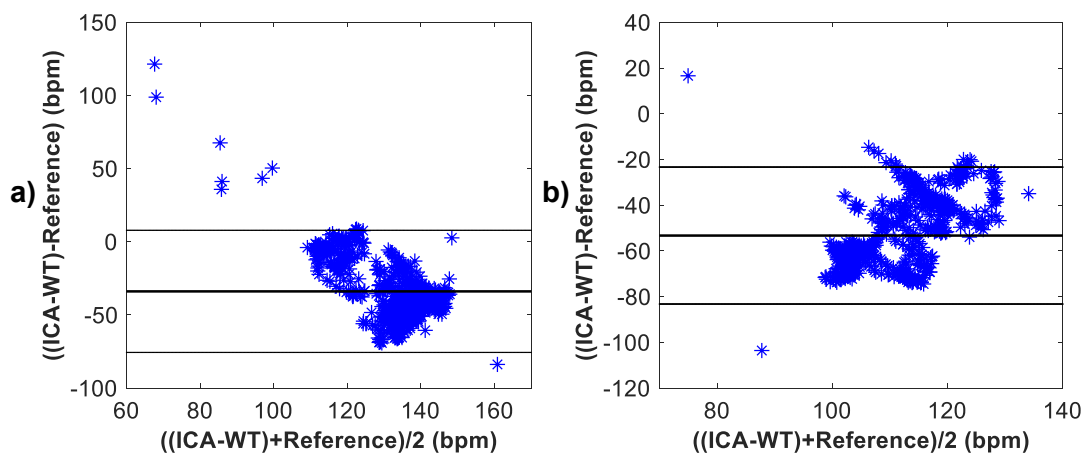 a)
((ICA-WT)-Reference) (bpm)
150
100
50
0
-50
-100
60 80 100 120 140 160
((ICA-WT)+Reference)/2 (bpm)
b)
((ICA-WT)-Reference) (bpm)
40
20
0
-20
-40
-60
-80
-100
-120
80 100 120 140
((ICA-WT)+Reference)/2 (bpm)